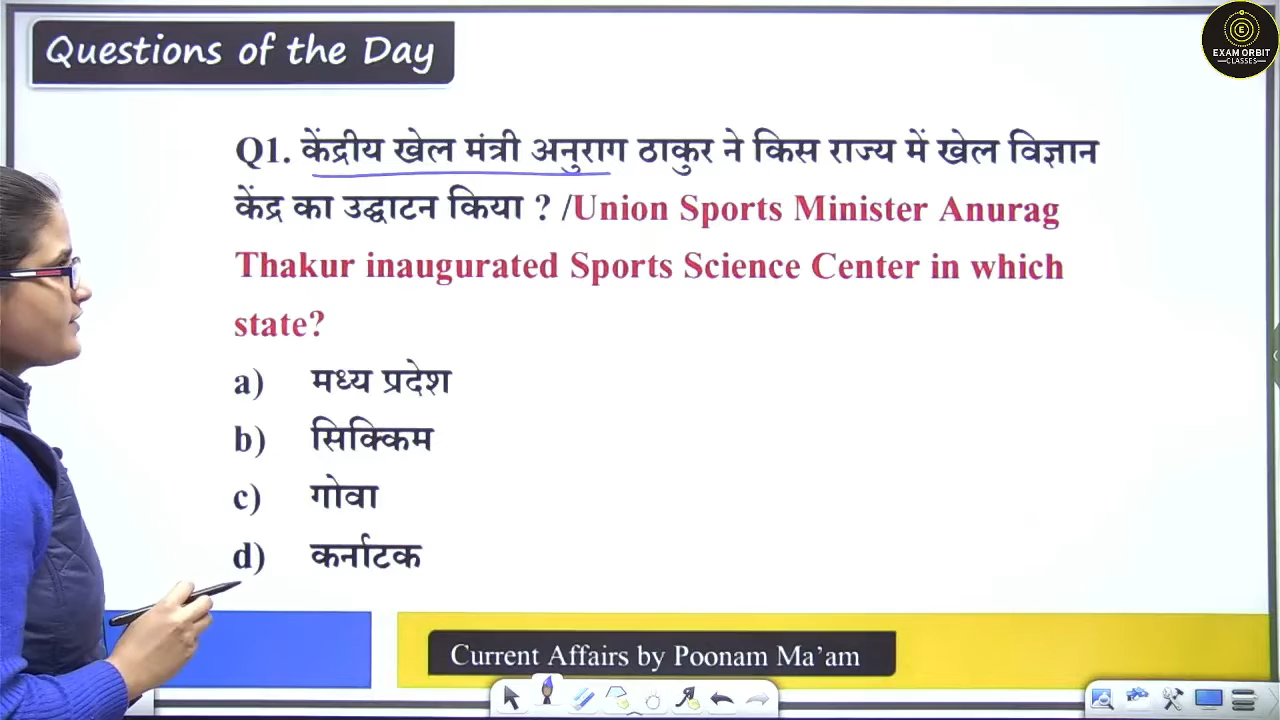 Questions of the Day
EXAM ORBIT
CLASSES
Q1. केंद्रीय खेल मंत्री अनुराग ठाकुर ने किस राज्य में खेल विज्ञान
केंद्र का उद्घाटन किया ? /Union Sports Minister Anurag
Thakur inaugurated Sports Science Center in which
state?
a) मध्य प्रदेश
b) सिक्किम
c) गोवा
d) कर्नाटक
Current Affairs by Poonam Ma’am